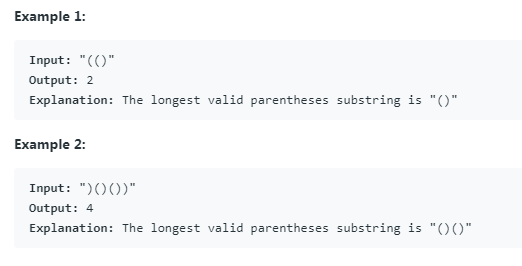 Example 1:
Input: "(()"
Output: 2
Explanation: The longest valid parentheses substring is "()"
Example 2:
Input: ")()())"
Output: 4
Explanation: The longest valid parentheses substring is "()()"